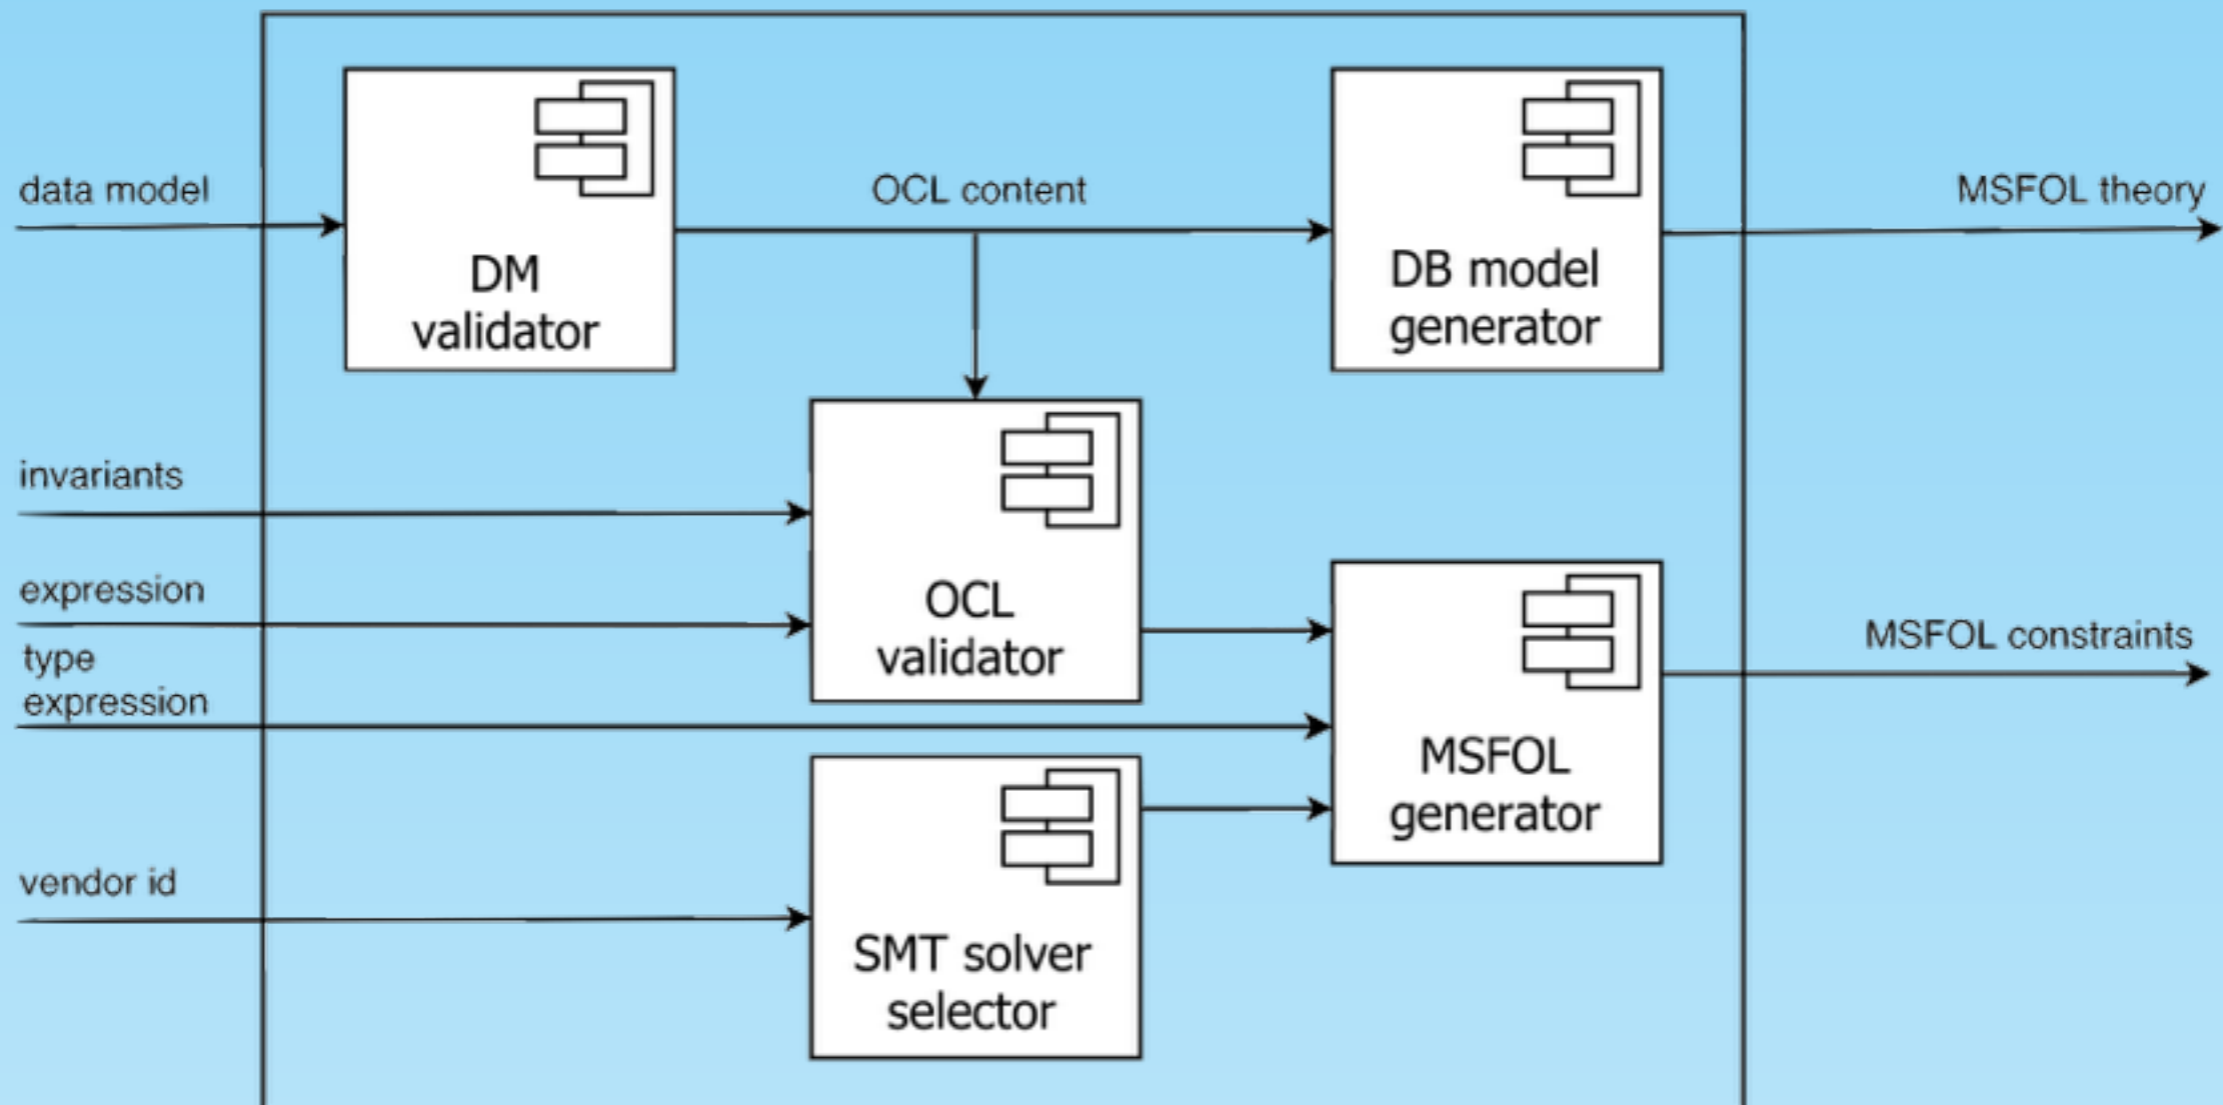 data model
DM
validator
OCL content
DB model
generator
MSFOL theory
invariants
expression
type
expression
OCL
validator
MSFOL
generator
MSFOL constraints
vendor id
SMT solver
selector